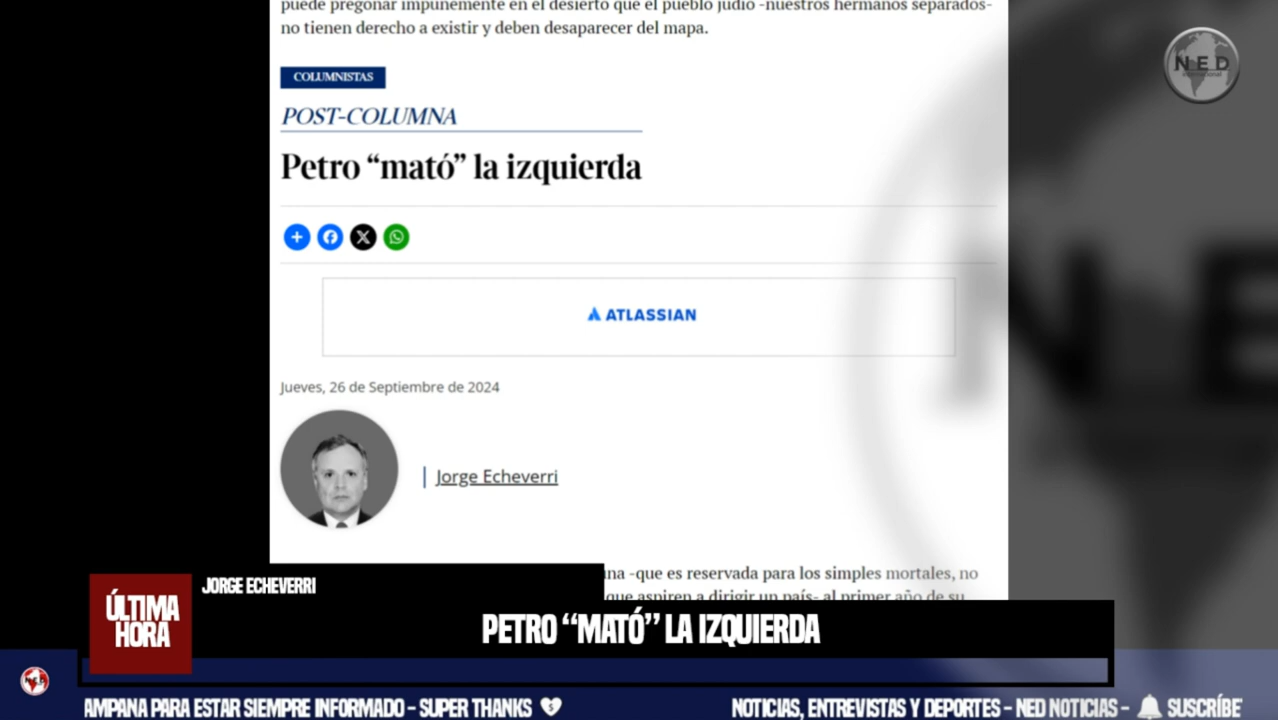 puede pregonar impunemente en el desierto que el pueblo judío -nuestros hermanos separados-
no tienen derecho a existir y deben desaparecer del mapa.
NED
COLUMNISTAS
POST-COLUMNA
Petro “mató” la izquierda
ATLASSIAN
Jueves, 26 de Septiembre de 2024
Jorge Echeverri
na -que es reservada para los simples mortales, no
que aspiren a dirigir un país- al primer año de su
ÚLTIMA
HORA
JORGE ECHEVERRI
PETRO “MATÓ” LA IZQUIERDA
AMPANA PARA ESTAR SIEMPRE INFORMADO - SUPER THANKS
NOTICIAS, ENTREVISTAS Y DEPORTES - NED NOTICIAS - SUSCRÍBE